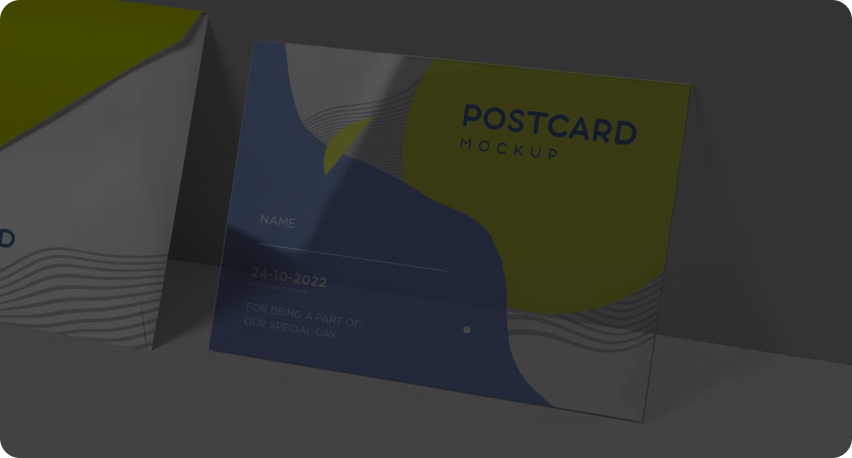 D
POSTCARD
MOCKUP
NAME
24-10-2022
FOR BEING A PART OF
OUR SPECIAL DAY